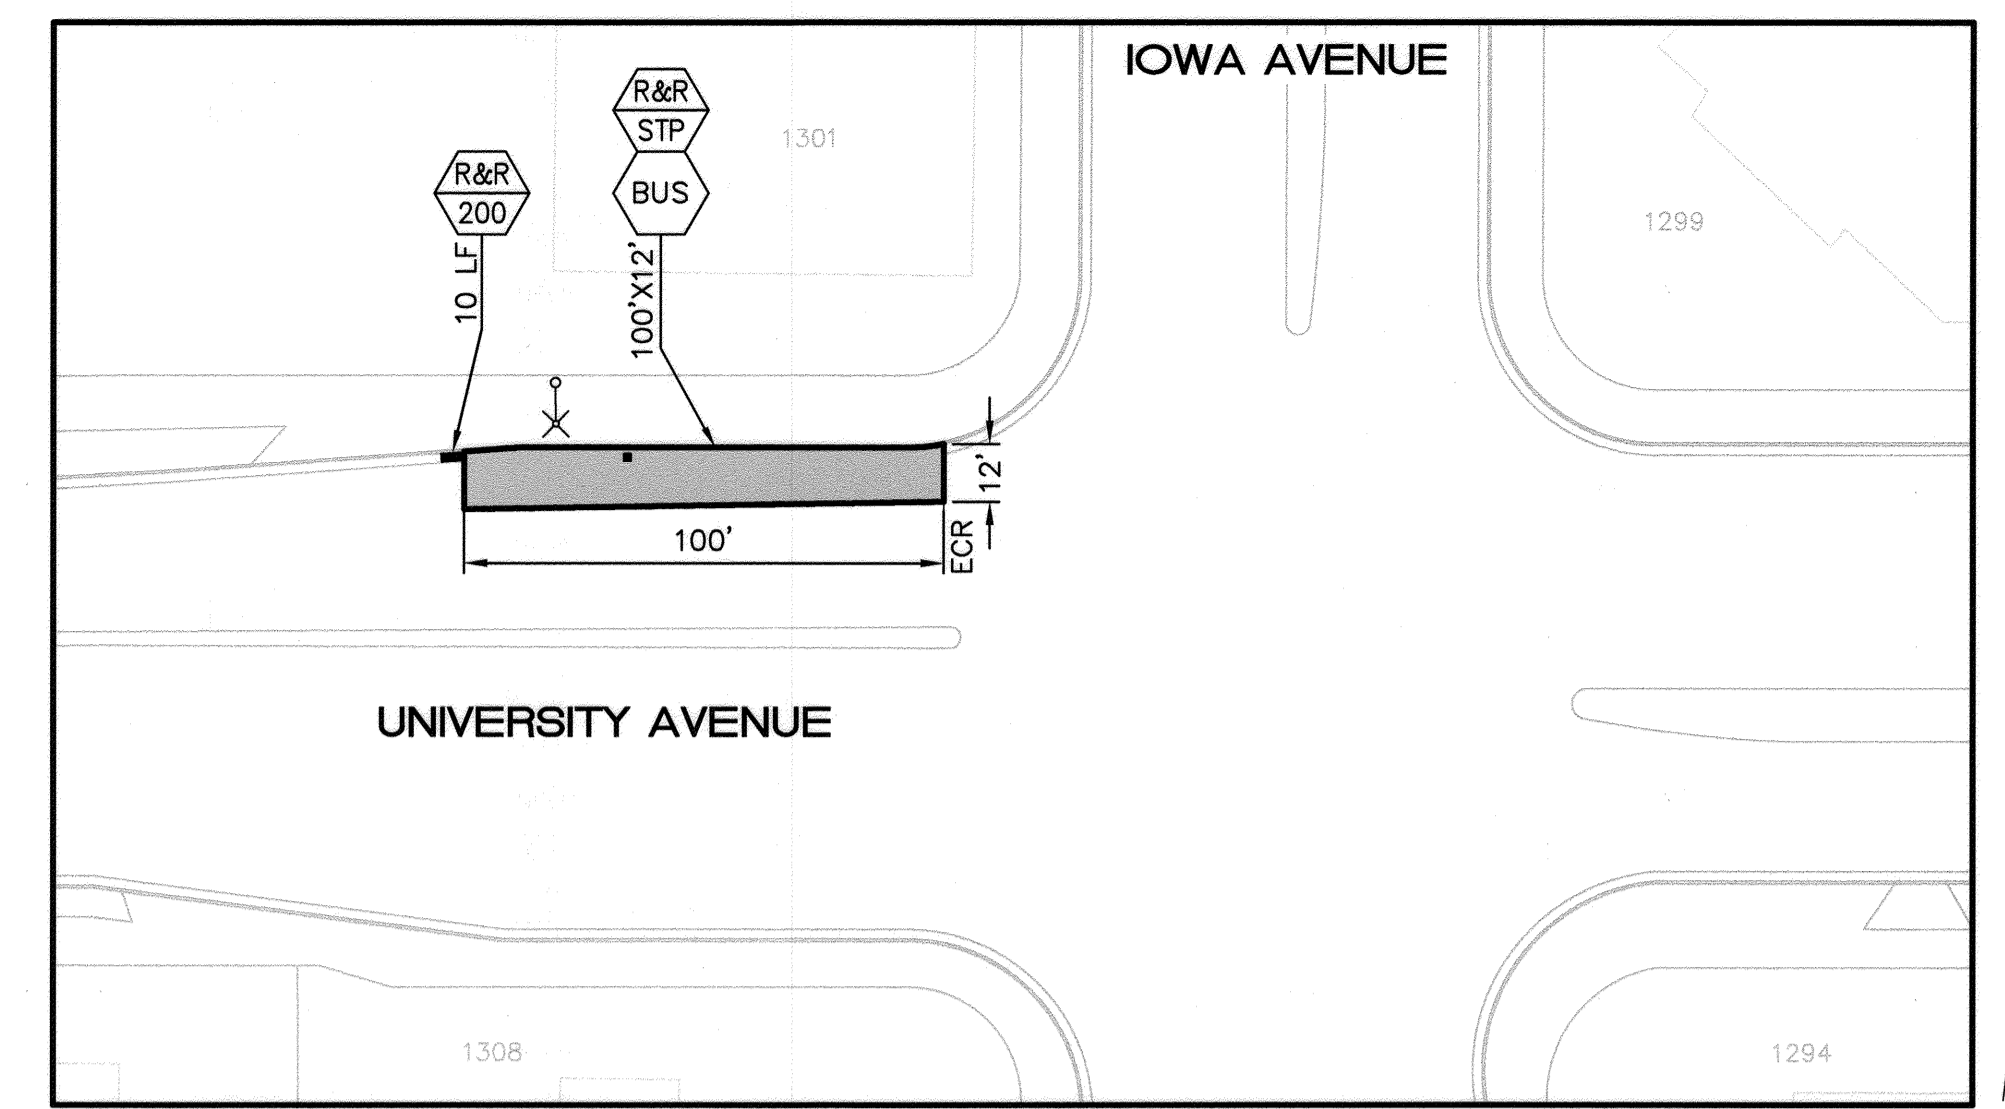 IOWA AVENUE
R&R
STP
BUS
100'X12'
R&R
200
10 LF
1301
1299
12'
100'
ECR
UNIVERSITY AVENUE
1308
1294